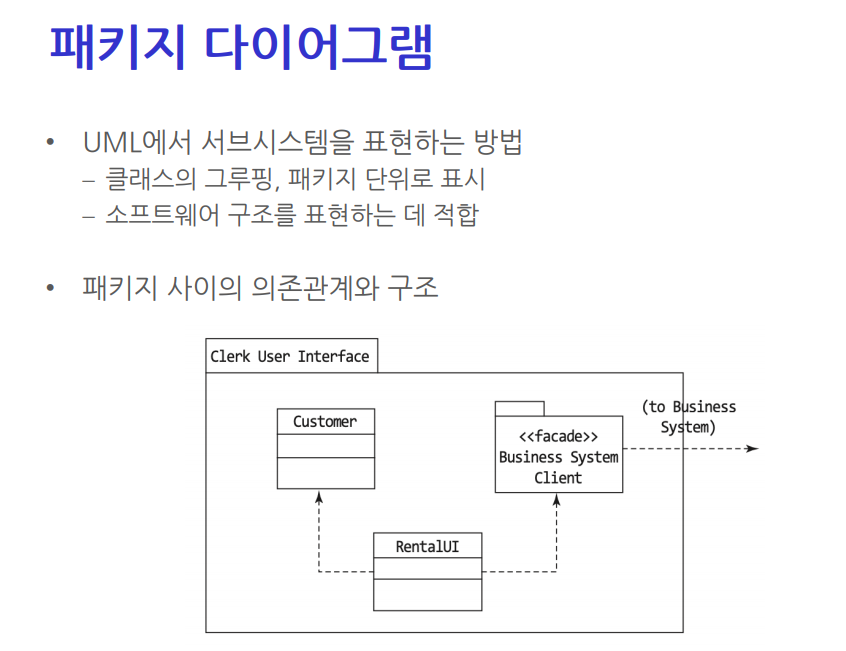 패키지 다이어그램
• UML에서 서브시스템을 표현하는 방법
– 클래스의 그루핑, 패키지 단위로 표시
– 소프트웨어 구조를 표현하는 데 적합
• 패키지 사이의 의존관계와 구조
Clerk User Interface
Customer
<<facade>>
Business System
Client
(to Business
System)
RentalUI